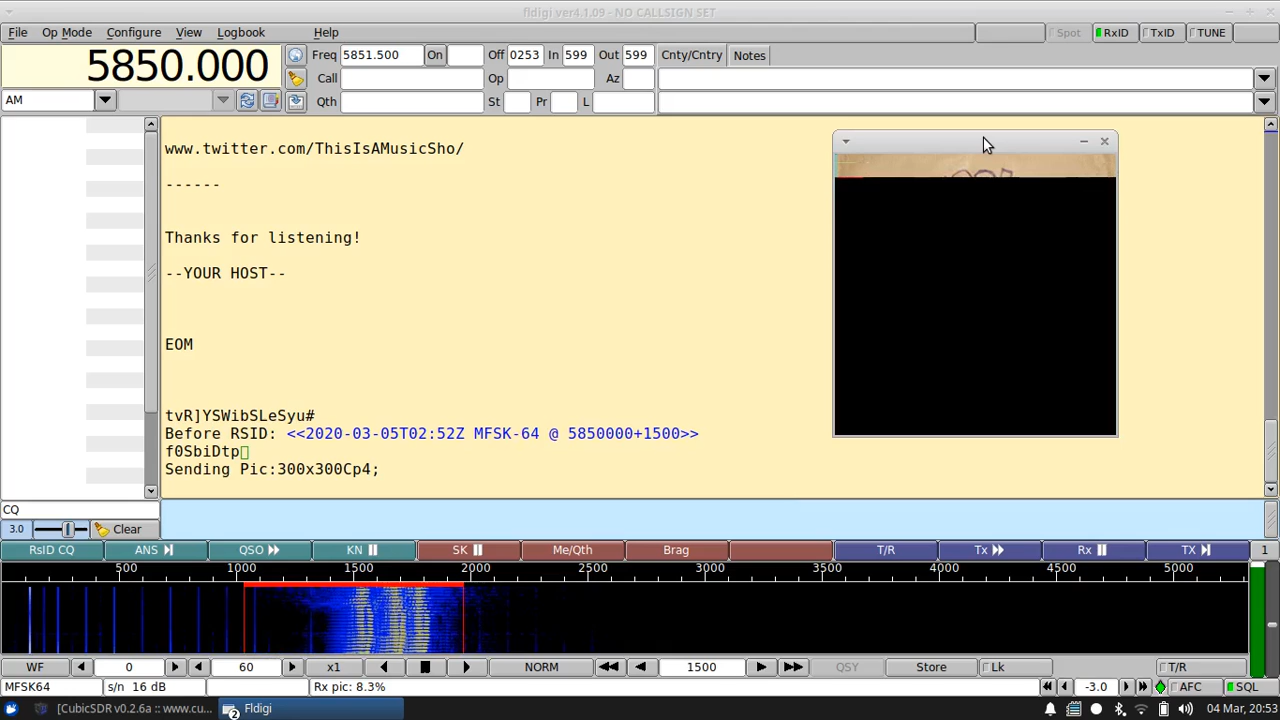 fldigi ver4.1.09 - NO CALLSIGN SET
File Op Mode Configure View Logbook Help Spot RxID TxID TUNE
5850.000 Freq 5851.500 On Off 0253 In 599 Out 599 Cnty/Cntry Notes
Call Op Az
AM Qth St Pr L
www.twitter.com/ThisIsAMusicSho/
------
Thanks for listening!
--YOUR HOST--
EOM
tvR]YSWibSLeSyu#
Before RSID: <<2020-03-05T02:52Z MFSK-64 @ 5850000+1500>>
f0SbiDtp
Sending Pic:300x300Cp4;
CQ
3.0 Clear
RsID CQ ANS QSO KN SK Me/Qth Brag T/R Tx Rx TX 1
500 1000 1500 2000 2500 3000 3500 4000 4500 5000
WF 0 60 x1 NORM 1500 QSY Store Lk T/R
MFSK64 s/n 16 dB Rx pic: 8.3% -3.0 AFC SQL
[CubicSDR v0.2.6a :: www.cu... 2 Fldigi 04 Mar, 20:53